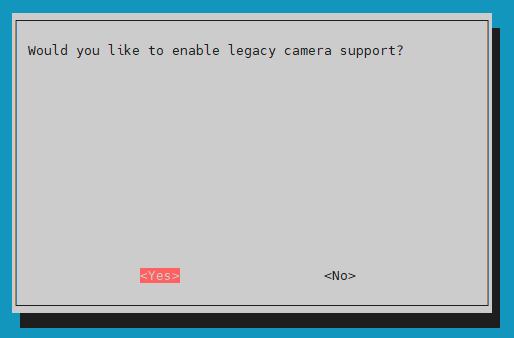 Would you like to enable legacy camera support?
<Yes> <No>